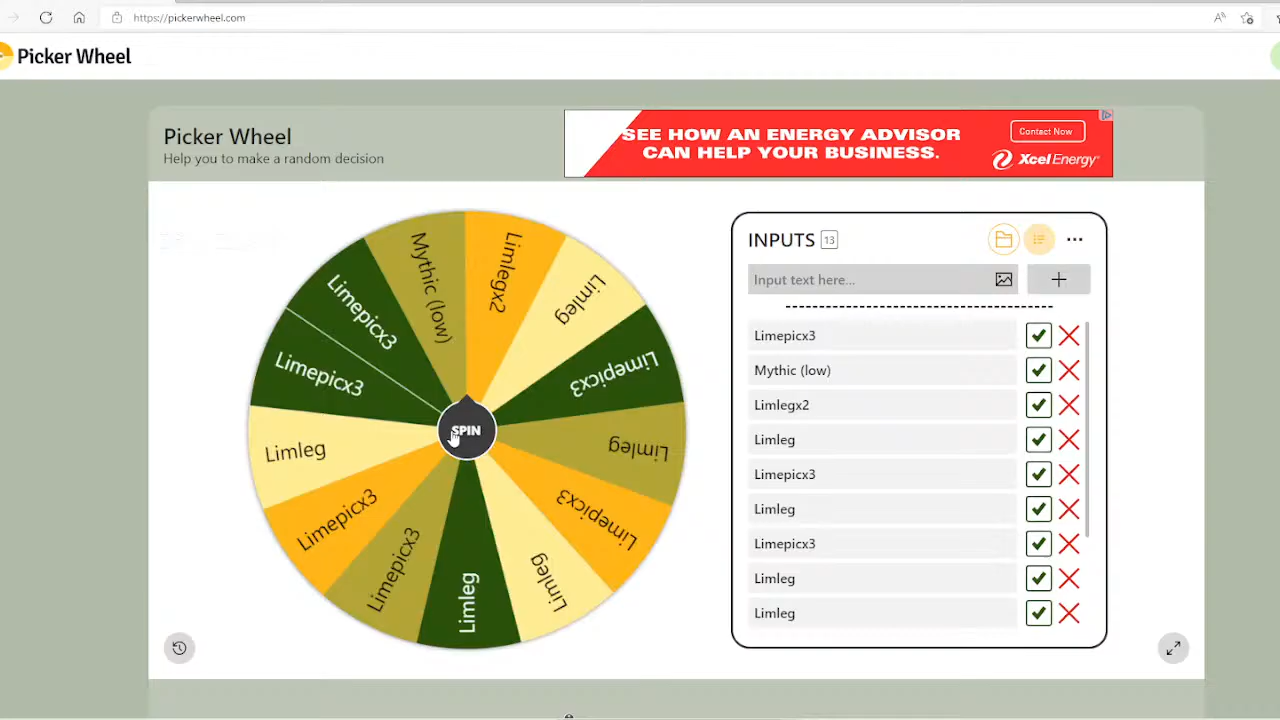 https://pickerwheel.com
Picker Wheel
Picker Wheel
Help you to make a random decision
SEE HOW AN ENERGY ADVISOR
CAN HELP YOUR BUSINESS.
Contact Now
Xcel Energy
Mythic (low)
Limlegx2
Limleg
Limepicx3
Limleg
Limepicx3
Limleg
Limleg
Limepicx3
Limepicx3
Limleg
Limepicx3
Limepicx3
SPIN
INPUTS 13
Input text here...
Limepicx3
Mythic (low)
Limlegx2
Limleg
Limepicx3
Limleg
Limepicx3
Limleg
Limleg